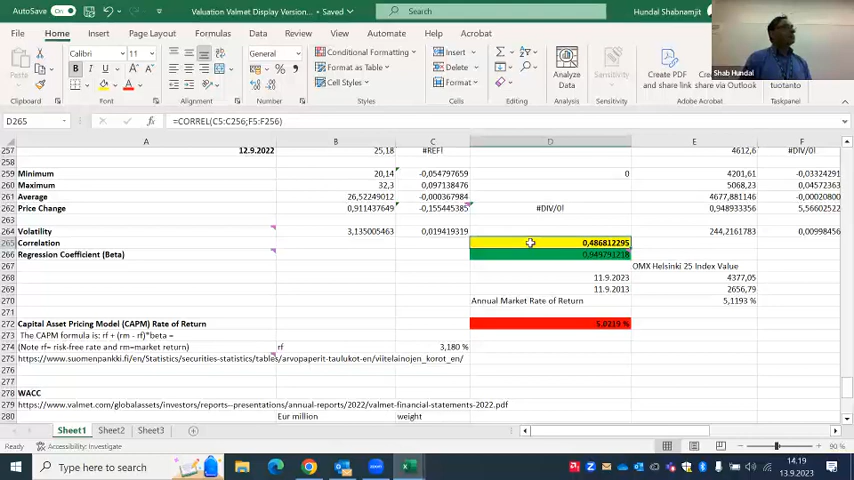 AutoSave On Valuation Valmet Display Version... • Saved Search Hundal Shabnamjit
File Home Insert Page Layout Formulas Data Review View Automate Help Acrobat
Calibri 11 General Conditional Formatting Insert
Paste Format as Table Delete Analyze Data Sensitivity Create PDF and share link Share via Outlook tuotanto
B I U Cell Styles Format
Clipboard Font Alignment Number Styles Cells Editing Analysis Sensitivity Adobe Acrobat Taskpanel
Shab Hundal
D265 =CORREL(C5:C256;F5:F256)
A B C D E F
257 12.9.2022 25,18 #REF! 4612,6 #DIV/0!
258
259 Minimum 20,14 -0,054797659 0 4201,61 -0,03324291
260 Maximum 32,3 0,097138476 5068,23 0,04572363
261 Average 26,52249012 -0,000367984 4677,881146 -0,00020800
262 Price Change 0,911437649 -0,155445385 #DIV/0! 0,948933356 5,56602522
263
264 Volatility 3,135005463 0,019419319 244,2161783 0,00998456
265 Correlation 0,486812295
266 Regression Coefficient (Beta) 0,949791218
267 OMX Helsinki 25 Index Value
268 11.9.2023 4377,05
269 11.9.2013 2656,79
270 Annual Market Rate of Return 5,1193 %
271
272 Capital Asset Pricing Model (CAPM) Rate of Return 5,0219 %
273 The CAPM formula is: rf + (rm - rf)*beta =
274 (Note rf= risk-free rate and rm=market return) rf 3,180 %
275 https://www.suomenpankki.fi/en/Statistics/securities-statistics/tables/arvopaperit-taulukot-en/viitelainojen_korot_en/
276
277
278 WACC
279 https://www.valmet.com/globalassets/investors/reports--presentations/annual-reports/2022/valmet-financial-statements-2022.pdf
280 Eur million weight
Sheet1 Sheet2 Sheet3
Ready Accessibility: Investigate 90 %
Type here to search 14.19
13.9.2023